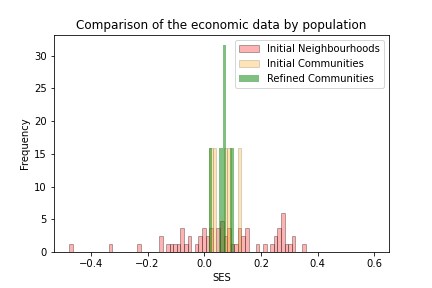 Comparison of the economic data by population
Initial Neighbourhoods
Initial Communities
Refined Communities
Frequency
30
25
20
15
10
5
0
−0.4 −0.2 0.0 0.2 0.4 0.6
SES